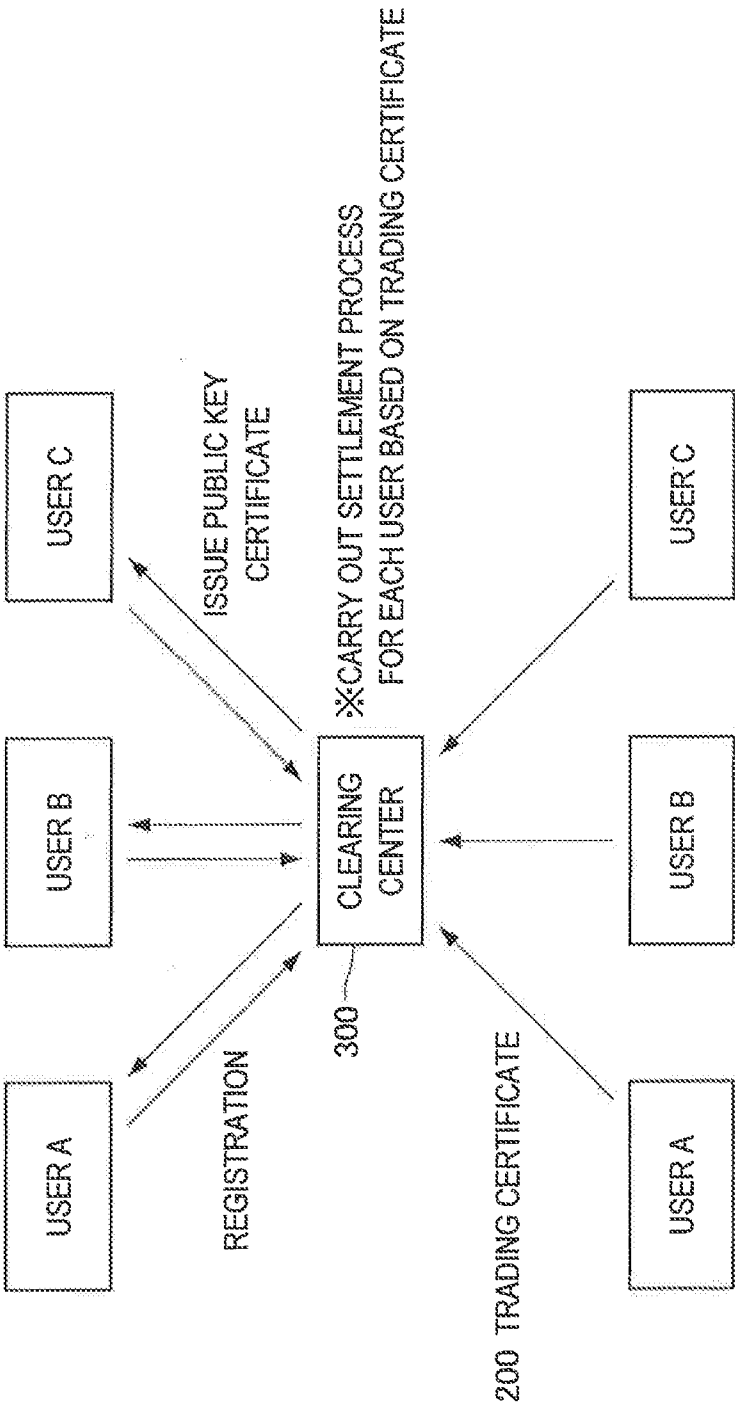 USER A
USER B
USER C
REGISTRATION
ISSUE PUBLIC KEY
CERTIFICATE
300
CLEARING
CENTER
※CARRY OUT SETTLEMENT PROCESS
FOR EACH USER BASED ON TRADING CERTIFICATE
200 TRADING CERTIFICATE
USER A
USER B
USER C